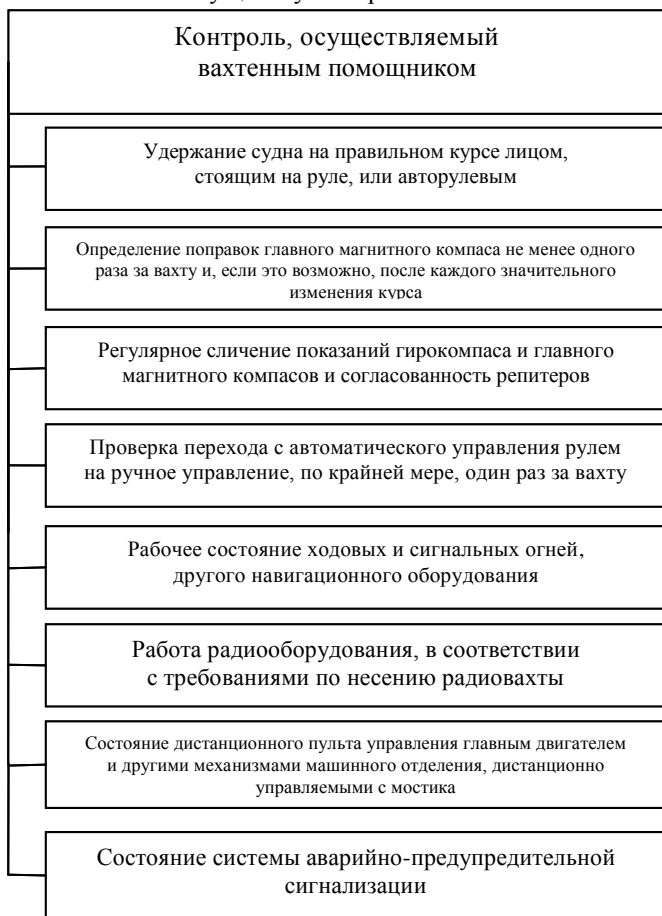 Контроль, осуществляемый
вахтенным помощником
Удержание судна на правильном курсе лицом,
стоящим на руле, или авторулевым
Определение поправок главного магнитного компаса не менее одного
раза за вахту и, если это возможно, после каждого значительного
изменения курса
Регулярное сличение показаний гирокомпаса и главного
магнитного компасов и согласованность репитеров
Проверка перехода с автоматического управления рулем
на ручное управление, по крайней мере, один раз за вахту
Рабочее состояние ходовых и сигнальных огней,
другого навигационного оборудования
Работа радиооборудования, в соответствии
с требованиями по несению радиовахты
Состояние дистанционного пульта управления главным двигателем
и другими механизмами машинного отделения, дистанционно
управляемыми с мостика
Состояние системы аварийно-предупредительной
сигнализации